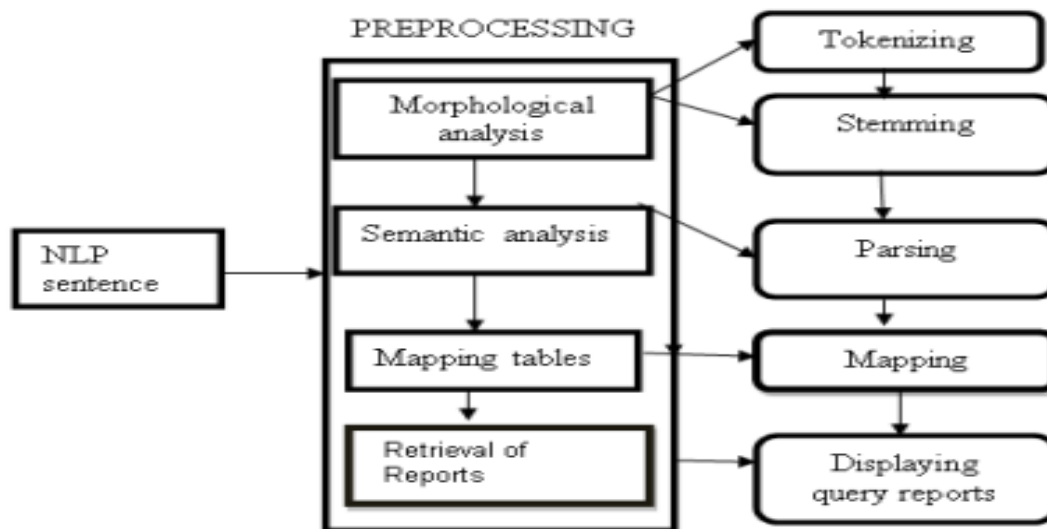 PREPROCESSING
NLP
sentence
Morphological
analysis
Semantic analysis
Mapping tables
Retrieval of
Reports
Tokenizing
Stemming
Parsing
Mapping
Displaying
query reports